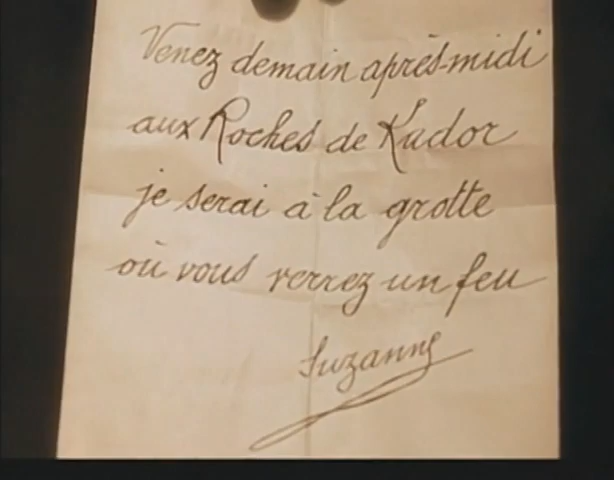 Venez demain après-midi
aux Roches de Kador
je serai à la grotte
où vous verrez un feu
Suzanne